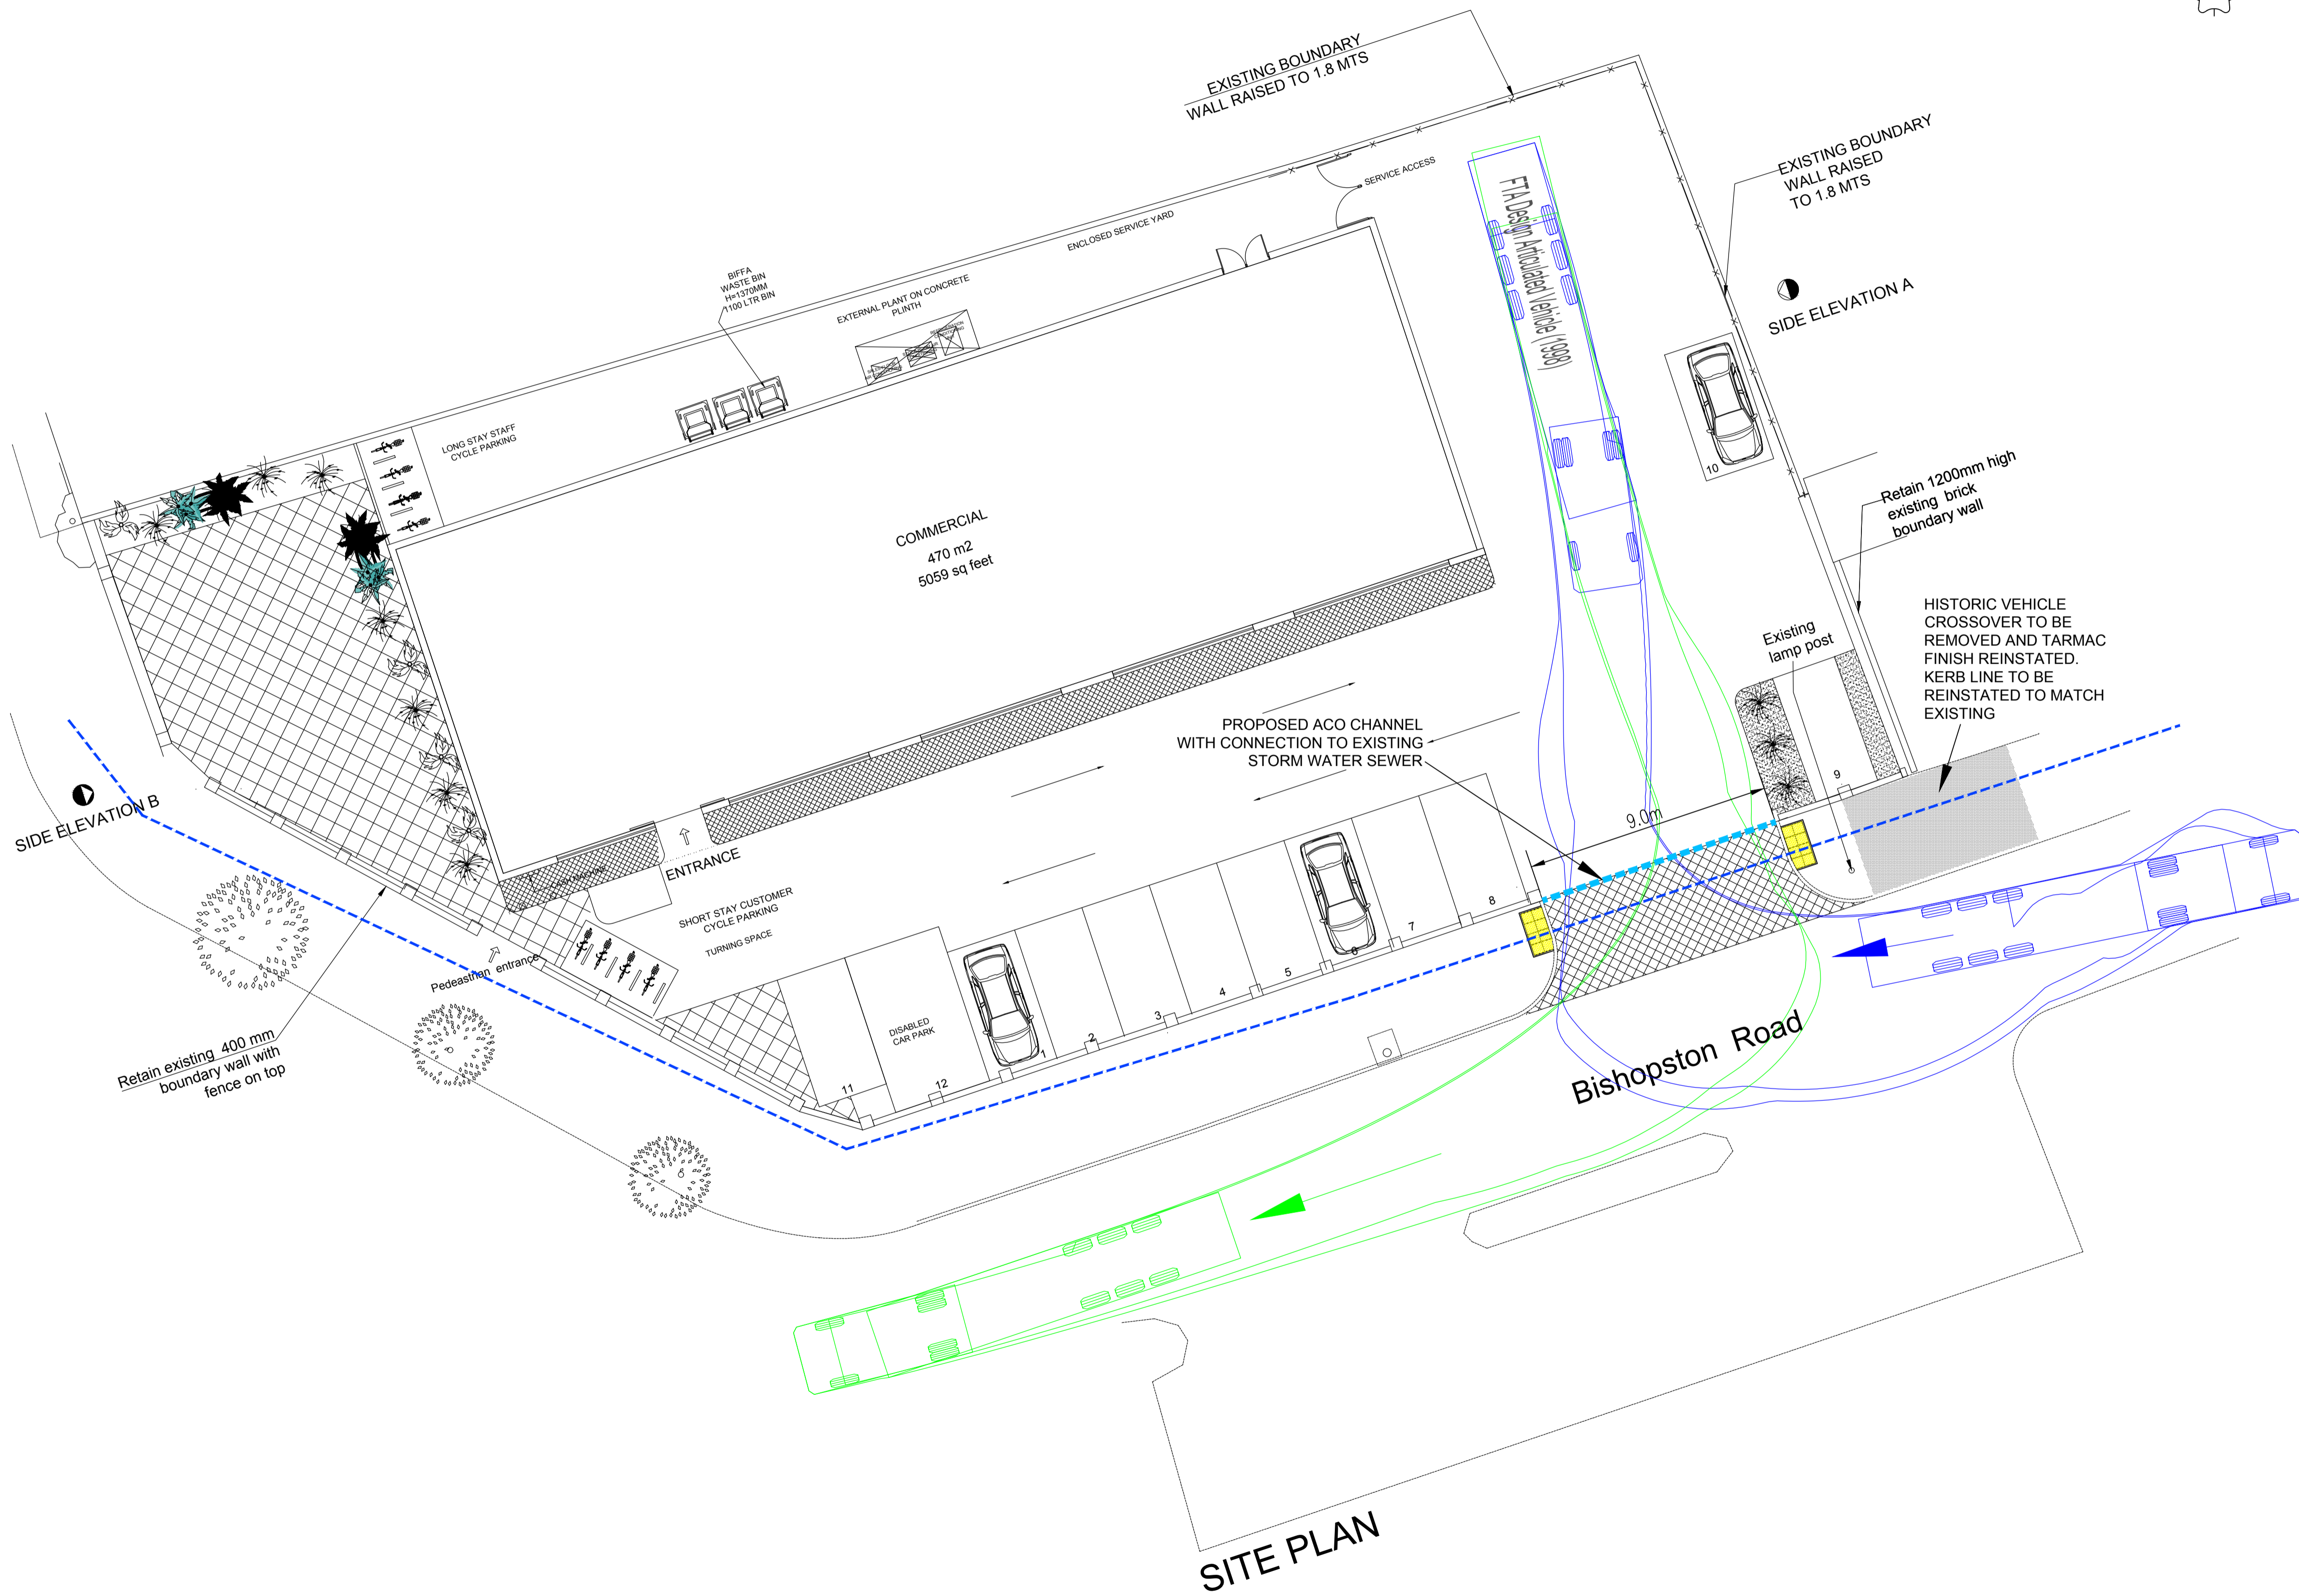 EXISTING BOUNDARY
WALL RAISED TO 1.8 MTS
EXISTING BOUNDARY
WALL RAISED
TO 1.8 MTS
SERVICE ACCESS
FTA Design Articulated Vehicle (1998)
ENCLOSED SERVICE YARD
BIFFA
WASTE BIN
H=1370MM
1100 LTR BIN
EXTERNAL PLANT ON CONCRETE
PLINTH
SIDE ELEVATION A
LONG STAY STAFF
CYCLE PARKING
10
Retain 1200mm high
existing brick
boundary wall
COMMERCIAL
470 m2
5059 sq feet
HISTORIC VEHICLE
CROSSOVER TO BE
REMOVED AND TARMAC
FINISH REINSTATED.
KERB LINE TO BE
REINSTATED TO MATCH
EXISTING
Existing
lamp post
PROPOSED ACO CHANNEL
WITH CONNECTION TO EXISTING
STORM WATER SEWER
9
9.0m
SIDE ELEVATION B
CASH MACHINE
ENTRANCE
SHORT STAY CUSTOMER
CYCLE PARKING
TURNING SPACE
Pedeastrian entrance
8
7
6
5
4
3
2
1
DISABLED
CAR PARK
12
11
Retain existing 400 mm
boundary wall with
fence on top
Bishopston Road
SITE PLAN